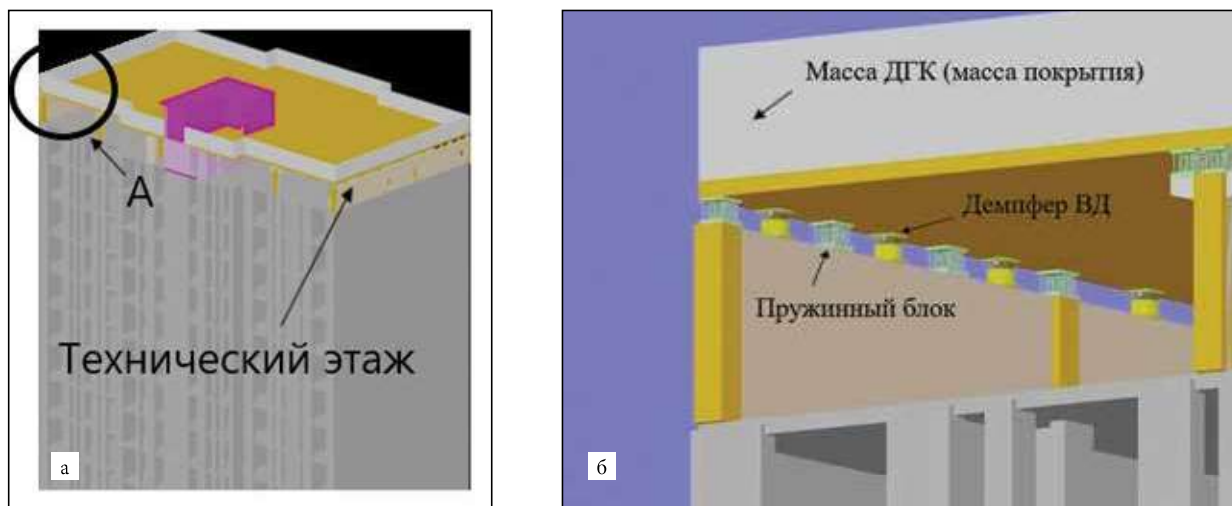 А
Технический этаж
а
Масса ДГК (масса покрытия)
Демпфер ВД
Пружинный блок
б